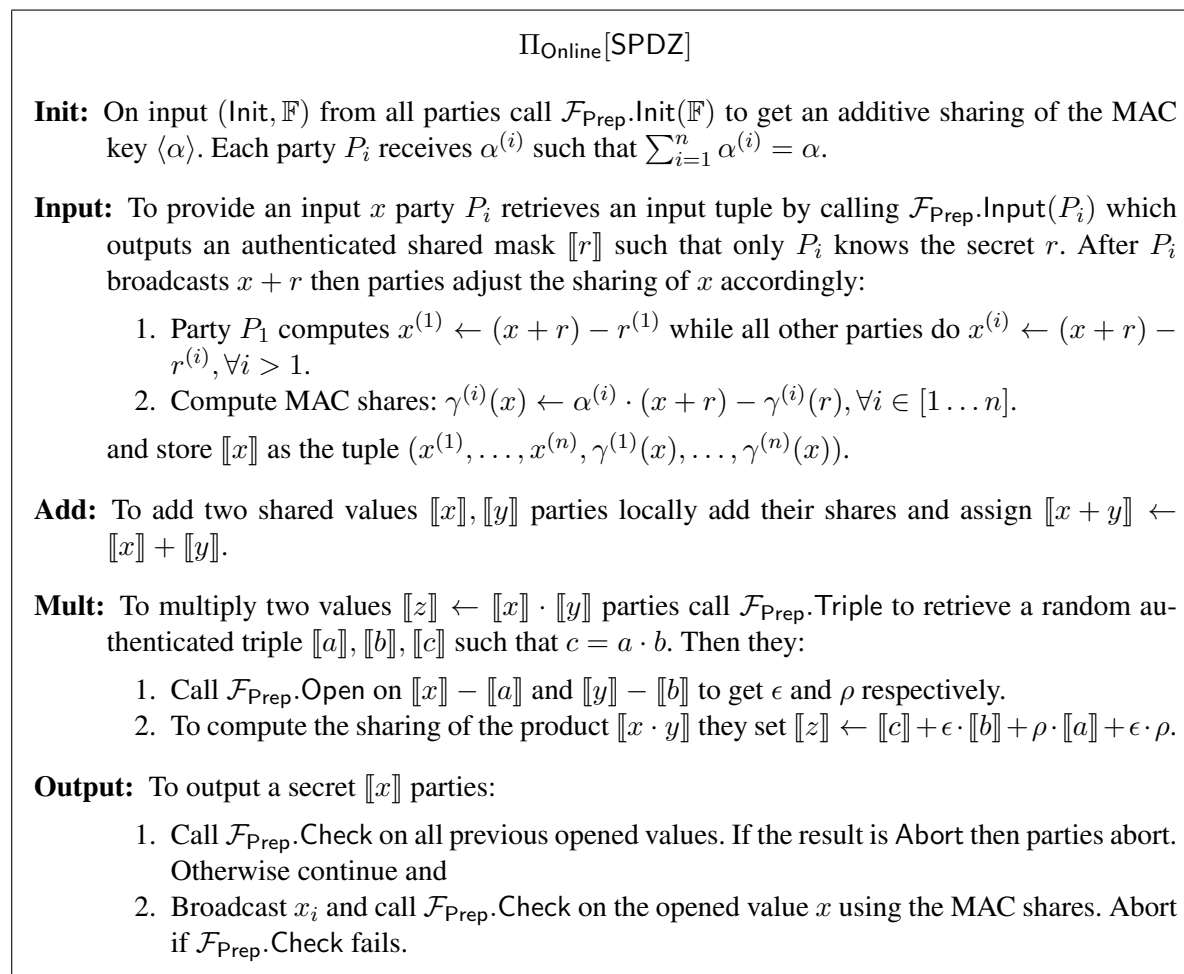 Π_Online[SPDZ]
Init: On input (Init, 𝔽) from all parties call ℱ_Prep.Init(𝔽) to get an additive sharing of the MAC
key ⟨α⟩. Each party P_i receives α^(i) such that ∑_{i=1}^n α^(i) = α.
Input: To provide an input x party P_i retrieves an input tuple by calling ℱ_Prep.Input(P_i) which
outputs an authenticated shared mask ⟦r⟧ such that only P_i knows the secret r. After P_i
broadcasts x + r then parties adjust the sharing of x accordingly:
1. Party P_1 computes x^(1) ← (x + r) − r^(1) while all other parties do x^(i) ← (x + r) −
r^(i), ∀i > 1.
2. Compute MAC shares: γ^(i)(x) ← α^(i) · (x + r) − γ^(i)(r), ∀i ∈ [1 … n].
and store ⟦x⟧ as the tuple (x^(1), …, x^(n), γ^(1)(x), …, γ^(n)(x)).
Add: To add two shared values ⟦x⟧, ⟦y⟧ parties locally add their shares and assign ⟦x + y⟧ ←
⟦x⟧ + ⟦y⟧.
Mult: To multiply two values ⟦z⟧ ← ⟦x⟧ · ⟦y⟧ parties call ℱ_Prep.Triple to retrieve a random au-
thenticated triple ⟦a⟧, ⟦b⟧, ⟦c⟧ such that c = a · b. Then they:
1. Call ℱ_Prep.Open on ⟦x⟧ − ⟦a⟧ and ⟦y⟧ − ⟦b⟧ to get ϵ and ρ respectively.
2. To compute the sharing of the product ⟦x · y⟧ they set ⟦z⟧ ← ⟦c⟧ + ϵ · ⟦b⟧ + ρ · ⟦a⟧ + ϵ · ρ.
Output: To output a secret ⟦x⟧ parties:
1. Call ℱ_Prep.Check on all previous opened values. If the result is Abort then parties abort.
Otherwise continue and
2. Broadcast x_i and call ℱ_Prep.Check on the opened value x using the MAC shares. Abort
if ℱ_Prep.Check fails.